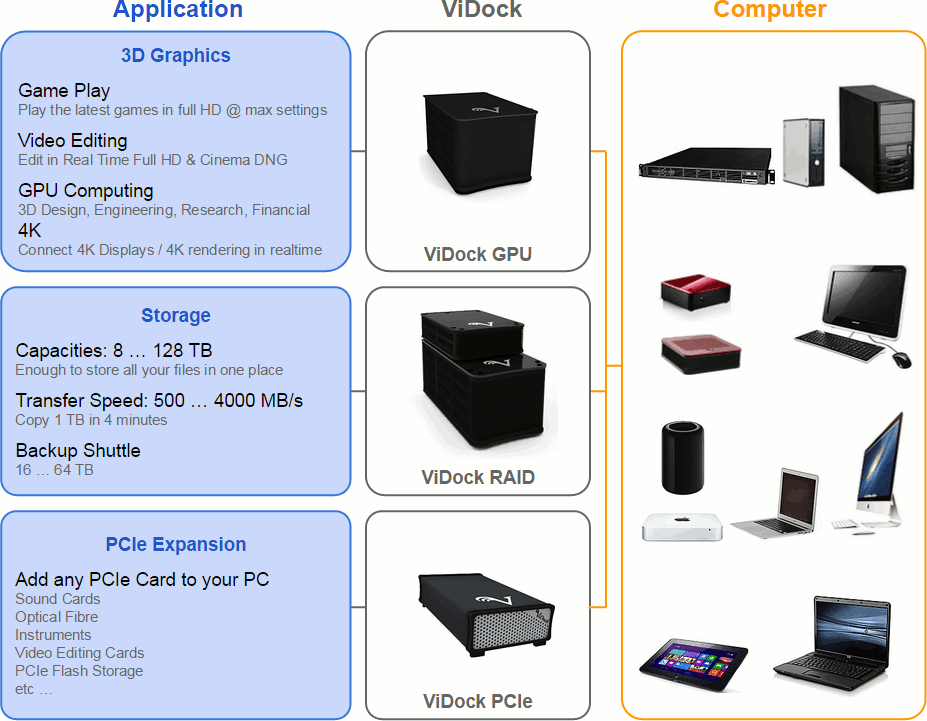 Application
ViDock
Computer
3D Graphics
Game Play
Play the latest games in full HD @ max settings
Video Editing
Edit in Real Time Full HD & Cinema DNG
GPU Computing
3D Design, Engineering, Research, Financial
4K
Connect 4K Displays / 4K rendering in realtime
ViDock GPU
Storage
Capacities: 8 … 128 TB
Enough to store all your files in one place
Transfer Speed: 500 … 4000 MB/s
Copy 1 TB in 4 minutes
Backup Shuttle
16 … 64 TB
ViDock RAID
PCIe Expansion
Add any PCIe Card to your PC
Sound Cards
Optical Fibre
Instruments
Video Editing Cards
PCIe Flash Storage
etc …
ViDock PCIe